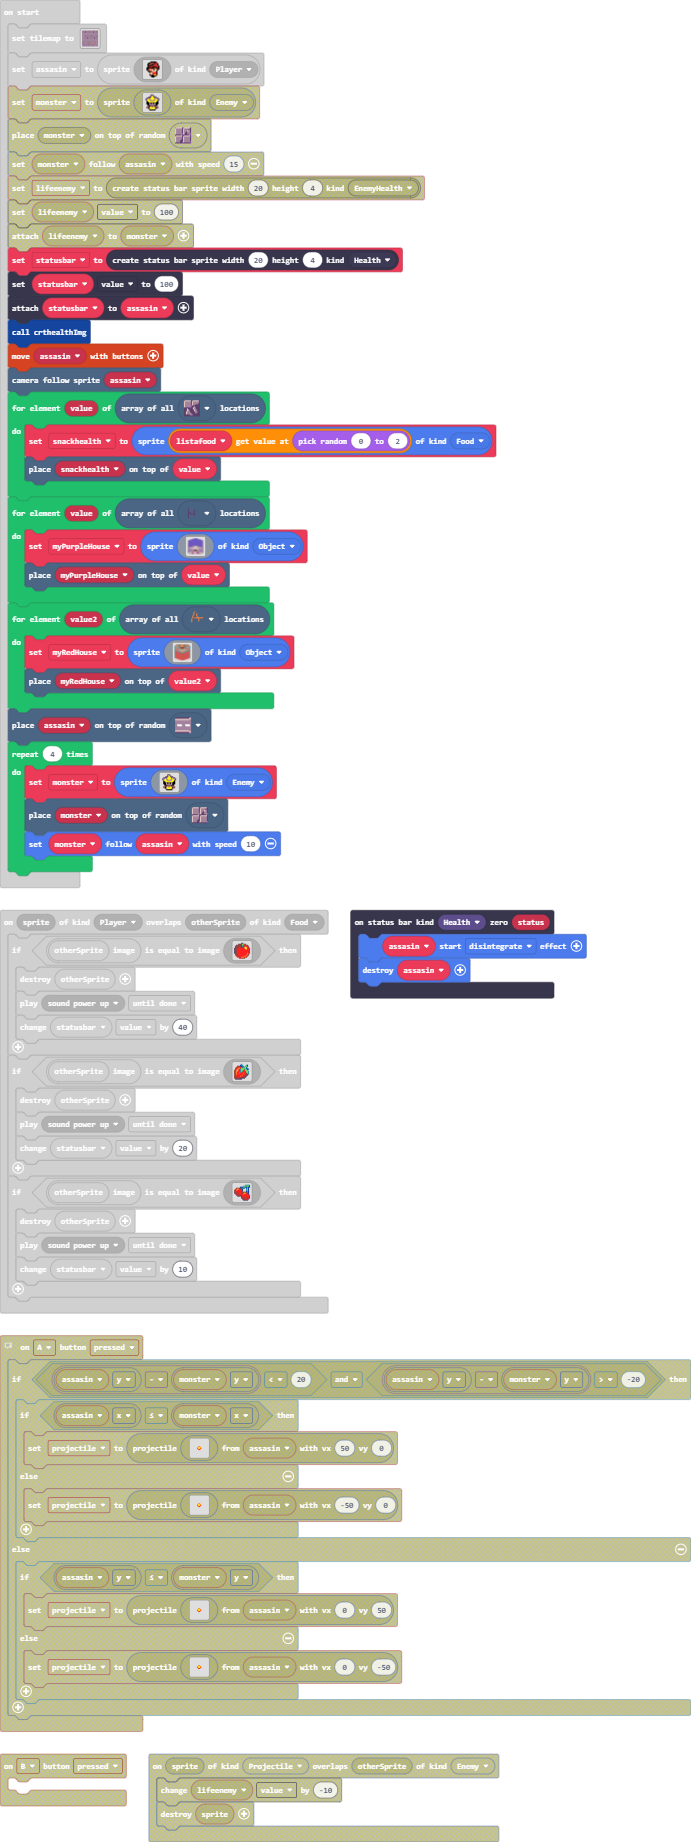 on start
set tilemap to
set assasin to sprite of kind Player
set monster to sprite of kind Enemy
place monster on top of random
set monster follow assasin with speed 15
set lifeenemy to create status bar sprite width 20 height 4 kind EnemyHealth
set lifeenemy value to 100
attach lifeenemy to monster
set statusbar to create status bar sprite width 20 height 4 kind Health
set statusbar value to 100
attach statusbar to assasin
call crthealthImg
move assasin with buttons
camera follow sprite assasin
for element value of array of all locations
do
set snackhealth to sprite listafood get value at pick random 0 to 2 of kind Food
place snackhealth on top of value
for element value of array of all locations
do
set myPurpleHouse to sprite of kind Object
place myPurpleHouse on top of value
for element value2 of array of all locations
do
set myRedHouse to sprite of kind Object
place myRedHouse on top of value2
place assasin on top of random
repeat 4 times
do
set monster to sprite of kind Enemy
place monster on top of random
set monster follow assasin with speed 10
on sprite of kind Player overlaps otherSprite of kind Food
if otherSprite image is equal to image then
destroy otherSprite
play sound power up until done
change statusbar value by 40
if otherSprite image is equal to image then
destroy otherSprite
play sound power up until done
change statusbar value by 20
if otherSprite image is equal to image then
destroy otherSprite
play sound power up until done
change statusbar value by 10
on status bar kind Health zero status
assasin start disintegrate effect
destroy assasin
on A button pressed
if assasin y - monster y < 20 and assasin y - monster y > -20 then
if assasin x ≤ monster x then
set projectile to projectile from assasin with vx 50 vy 0
else
set projectile to projectile from assasin with vx -50 vy 0
else
if assasin y ≤ monster y then
set projectile to projectile from assasin with vx 0 vy 50
else
set projectile to projectile from assasin with vx 0 vy -50
on B button pressed
on sprite of kind Projectile overlaps otherSprite of kind Enemy
change lifeenemy value by -10
destroy sprite